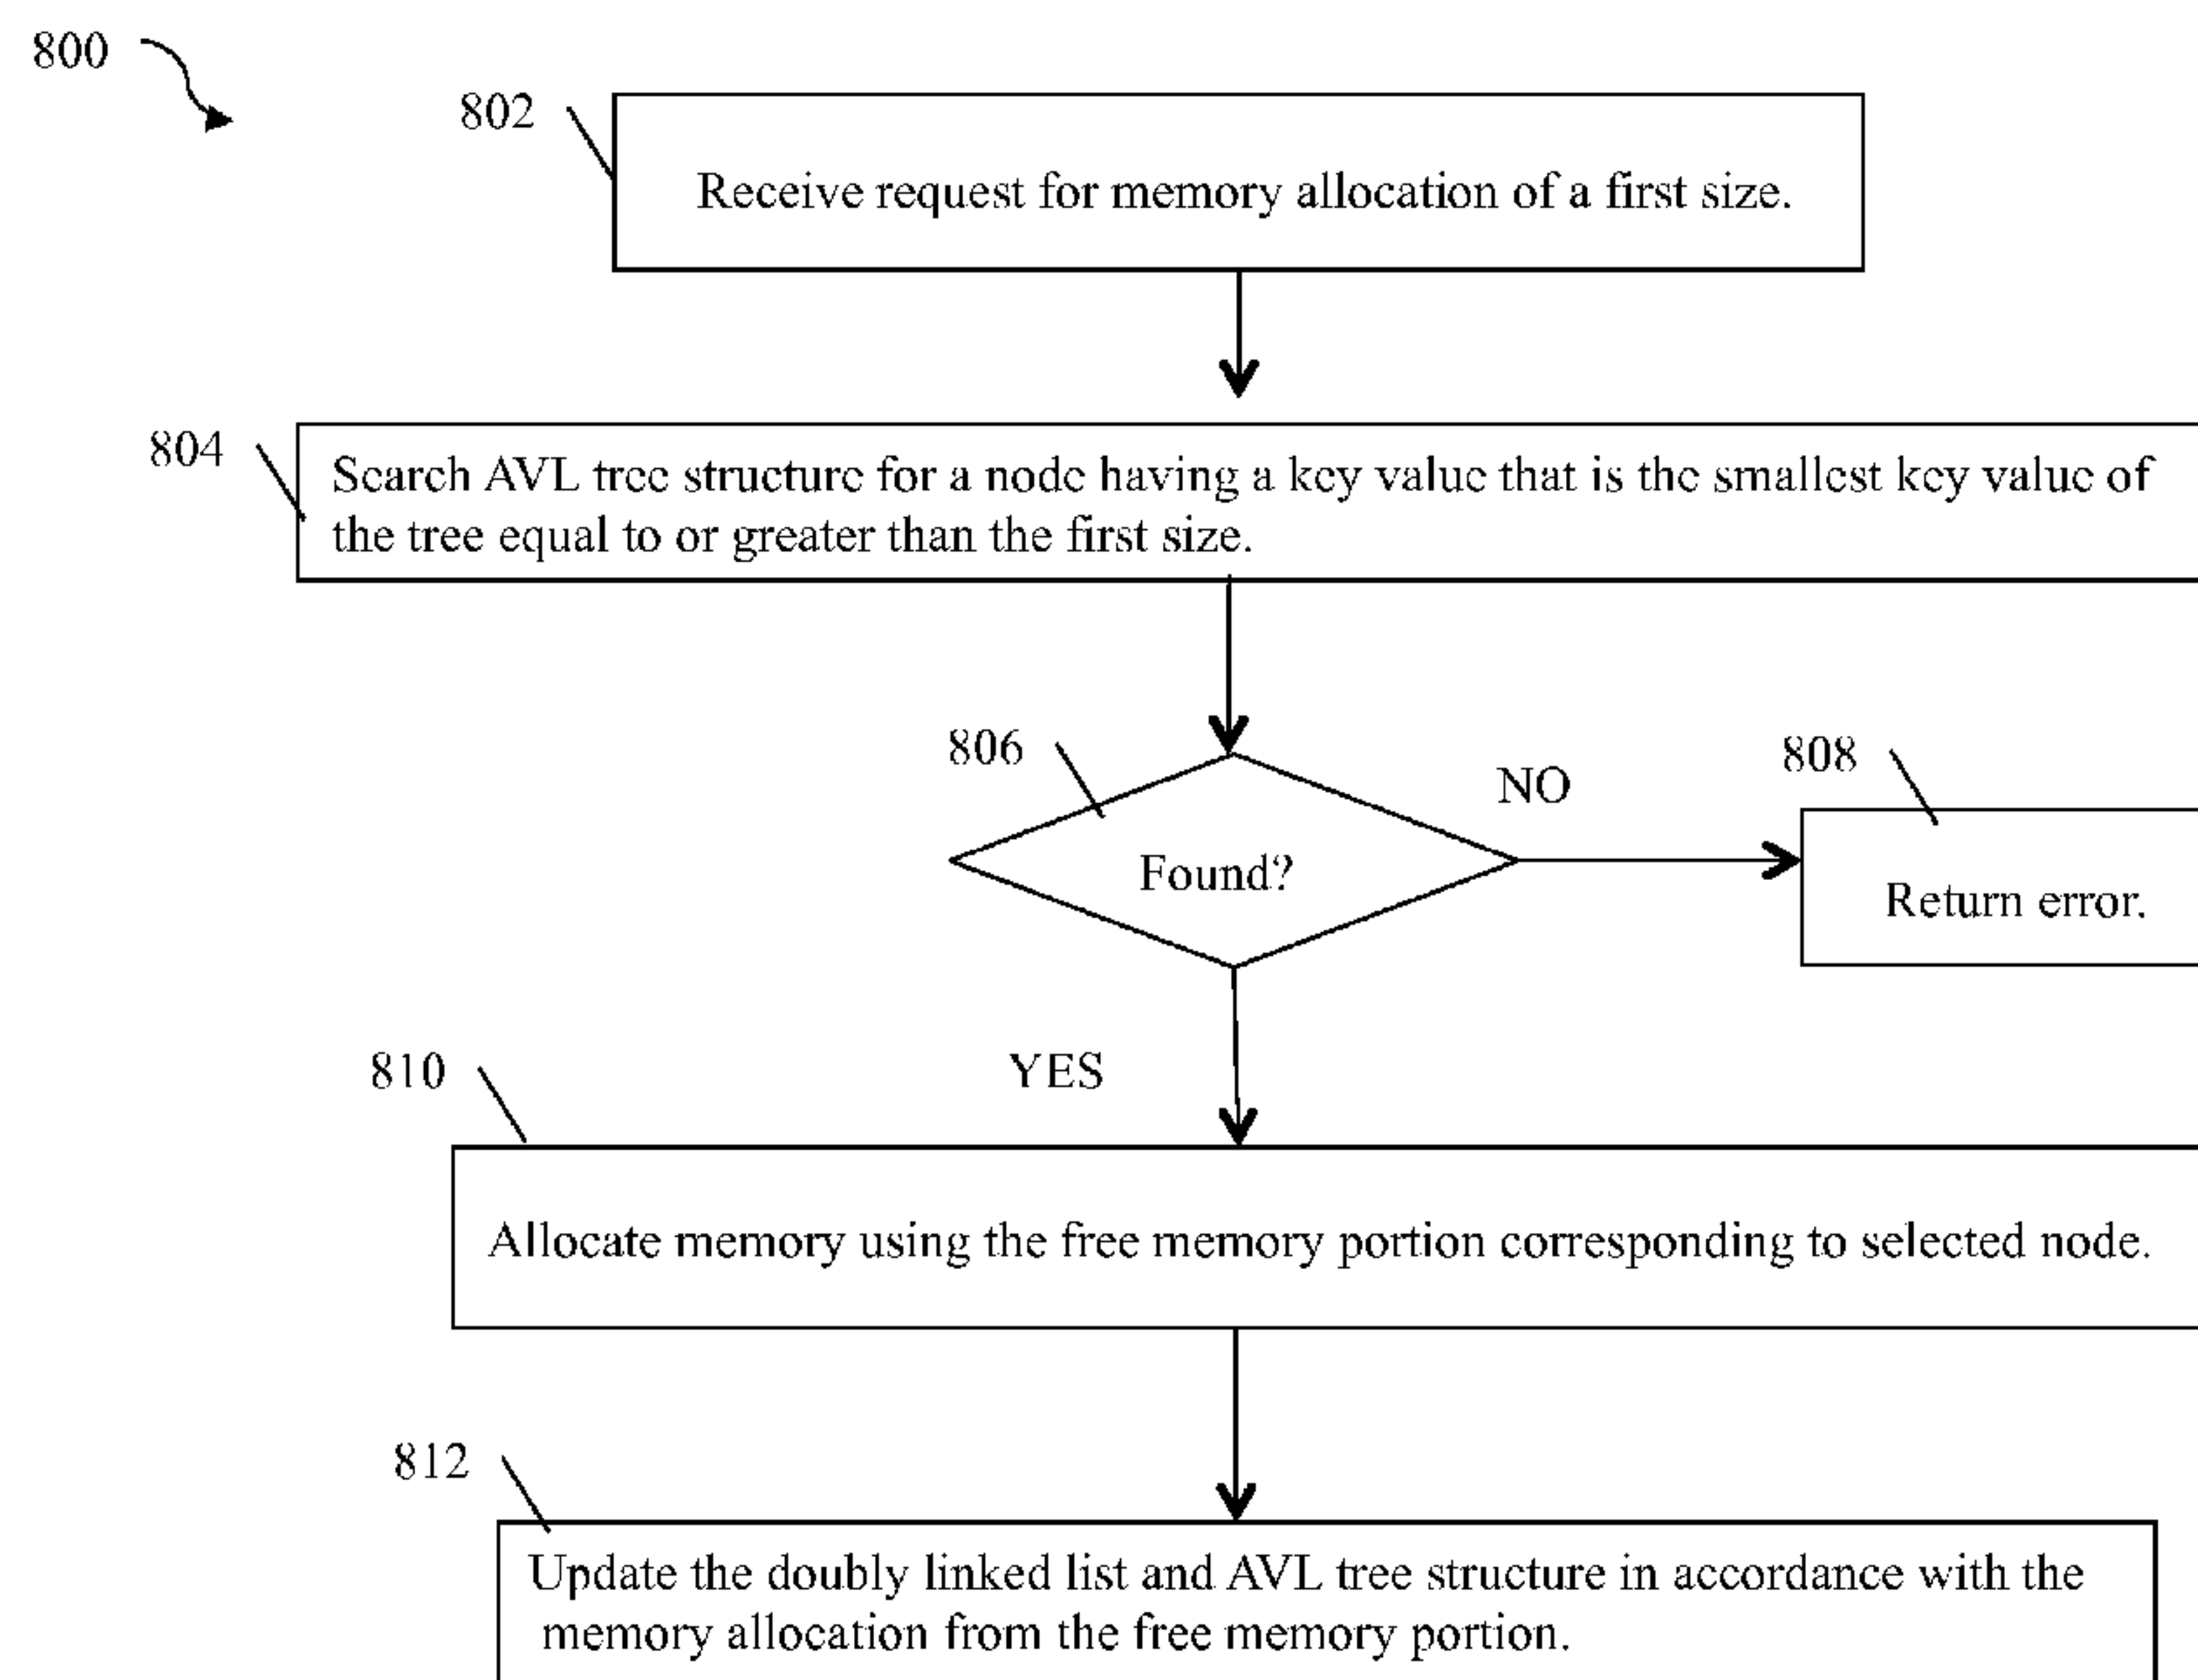 800
802
Receive request for memory allocation of a first size.
804
Search AVL tree structure for a node having a key value that is the smallest key value of
the tree equal to or greater than the first size.
806
Found?
NO
808
Return error.
YES
810
Allocate memory using the free memory portion corresponding to selected node.
812
Update the doubly linked list and AVL tree structure in accordance with the
memory allocation from the free memory portion.